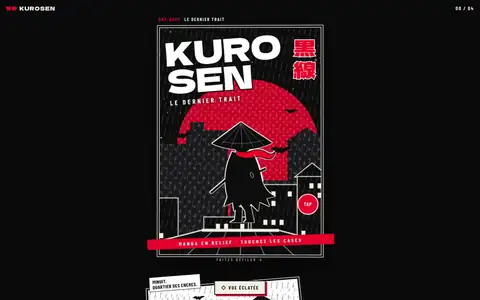 KUROSEN
00 / 04
LE DERNIER TRAIT
KURO
SEN
黒
線
LE DERNIER TRAIT
TAP
MANGA EN RELIEF TOUCHEZ LES CASES
FAITES DÉFILER ↓
MINUIT.
QUARTIER DES ENCRES.
VUE ÉCLATÉE